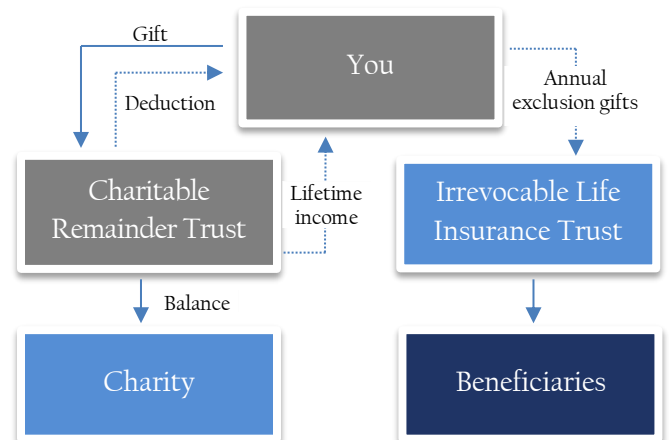 Gift
You
Deduction
Annual
exclusion gifts
Charitable
Remainder Trust
Lifetime
income
Irrevocable Life
Insurance Trust
Balance
Charity
Beneficiaries